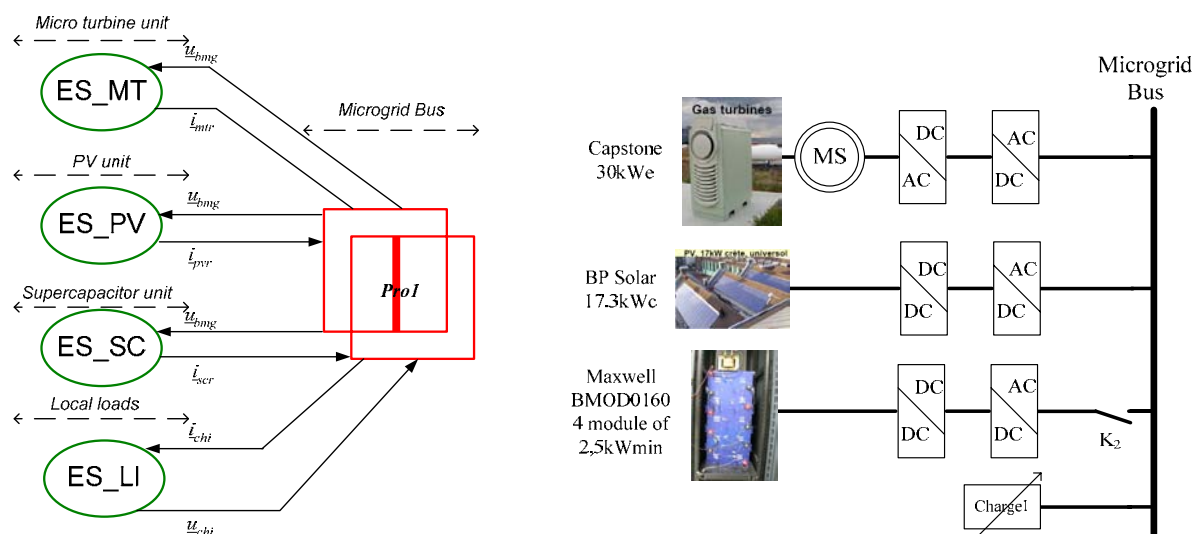 Micro turbine unit
ES_MT
u_bmg
i_mtr
Microgrid Bus
PV unit
ES_PV
u_bmg
i_pvr
Supercapacitor unit
ES_SC
u_bmg
i_scr
Pro1
Local loads
ES_LI
i_chi
u_chi
Microgrid
Bus
Capstone
30kWe
Gas turbines
MS
DC
AC
AC
DC
BP Solar
17.3kWc
PV, 17kW crète, universol
DC
DC
AC
DC
Maxwell
BMOD0160
4 module of
2,5kWmin
DC
DC
AC
DC
K2
Charge1